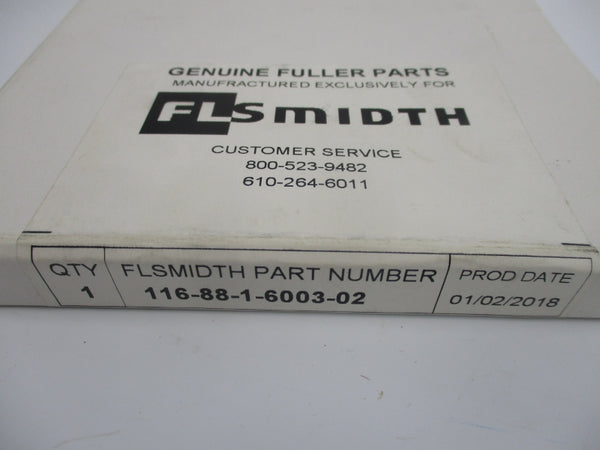 GENUINE FULLER PARTS
MANUFRACTURED EXCLUSIVELY FOR
FLSMIDTH
CUSTOMER SERVICE
800-523-9482
610-264-6011
QTY FLSMIDTH PART NUMBER PROD DATE
1 116-88-1-6003-02 01/02/2018